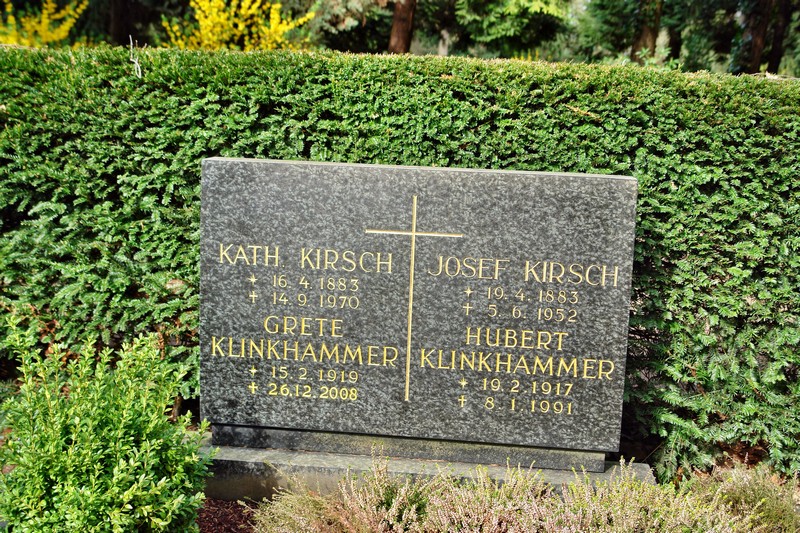 KATH. KIRSCH
* 16. 4. 1883
✝ 14. 9. 1970
GRETE
KLINKHAMMER
* 15. 2. 1919
✝ 26.12. 2008
JOSEF KIRSCH
* 19. 4. 1883
✝ 5. 6. 1952
HUBERT
KLINKHAMMER
* 19. 2. 1917
✝ 8. 1. 1991